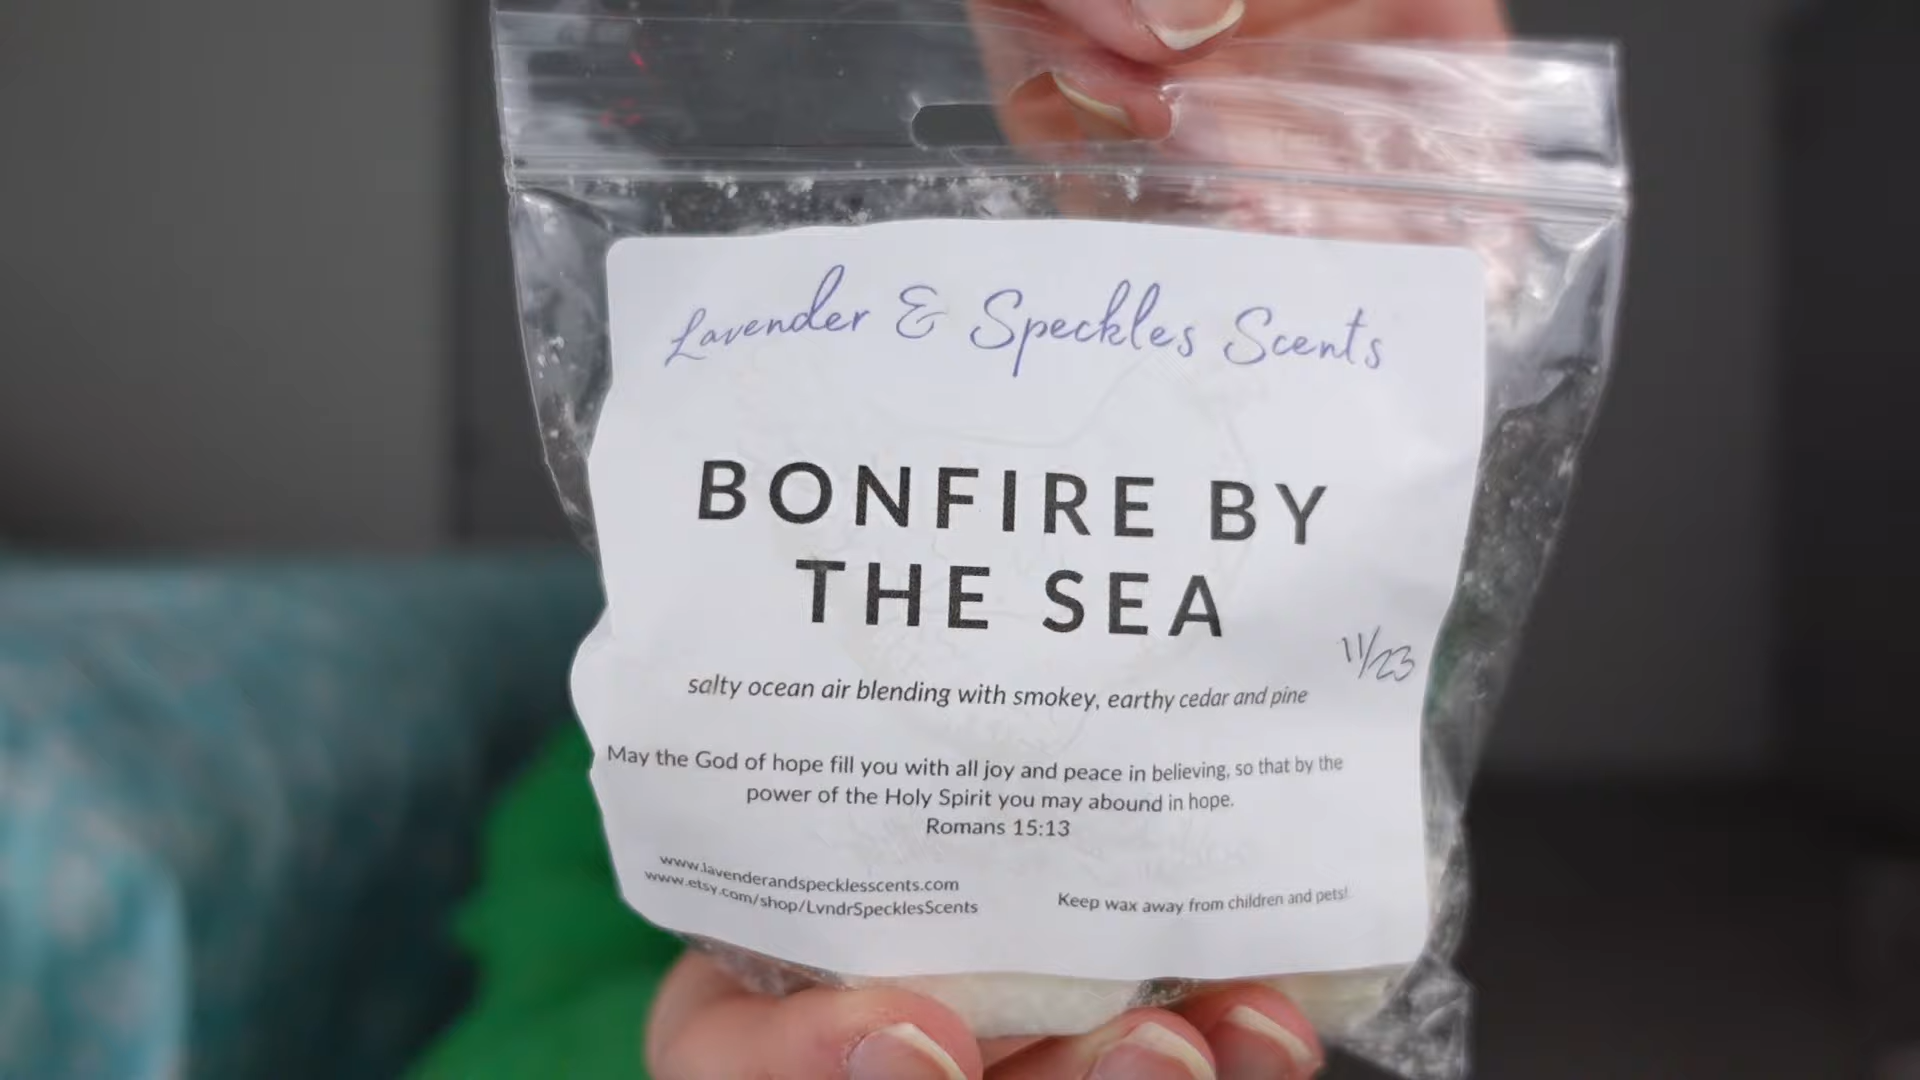 Lavender & Speckles Scents
BONFIRE BY
THE SEA
11/23
salty ocean air blending with smokey, earthy cedar and pine
May the God of hope fill you with all joy and peace in believing, so that by the
power of the Holy Spirit you may abound in hope.
Romans 15:13
www.lavenderandspecklesscents.com
www.etsy.com/shop/LvndrSpecklesScents
Keep wax away from children and pets!